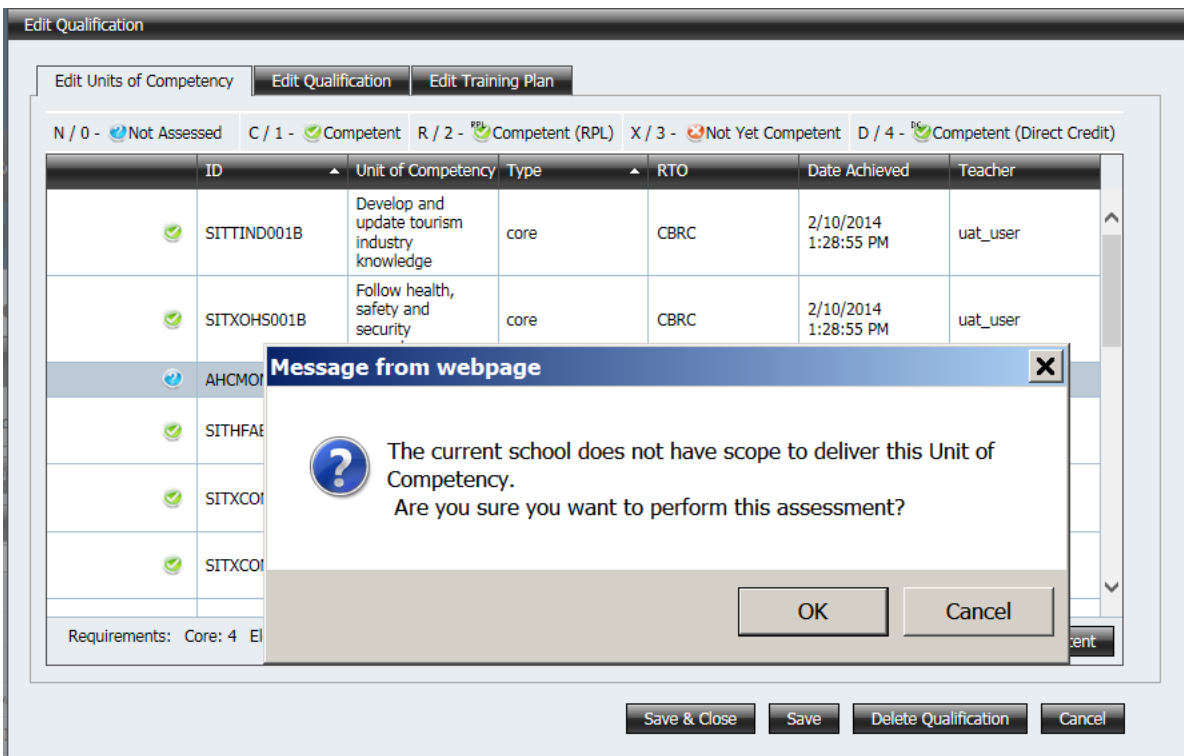 Edit Qualification
Edit Units of Competency Edit Qualification Edit Training Plan
N / 0 - Not Assessed C / 1 - Competent R / 2 - RPL Competent (RPL) X / 3 - Not Yet Competent D / 4 - DC Competent (Direct Credit)
ID Unit of Competency Type RTO Date Achieved Teacher
SITTIND001B Develop and update tourism industry knowledge core CBRC 2/10/2014 1:28:55 PM uat_user
SITXOHS001B Follow health, safety and security core CBRC 2/10/2014 1:28:55 PM uat_user
Message from webpage
The current school does not have scope to deliver this Unit of
Competency.
Are you sure you want to perform this assessment?
OK Cancel
Requirements: Core: 4
Save & Close Save Delete Qualification Cancel